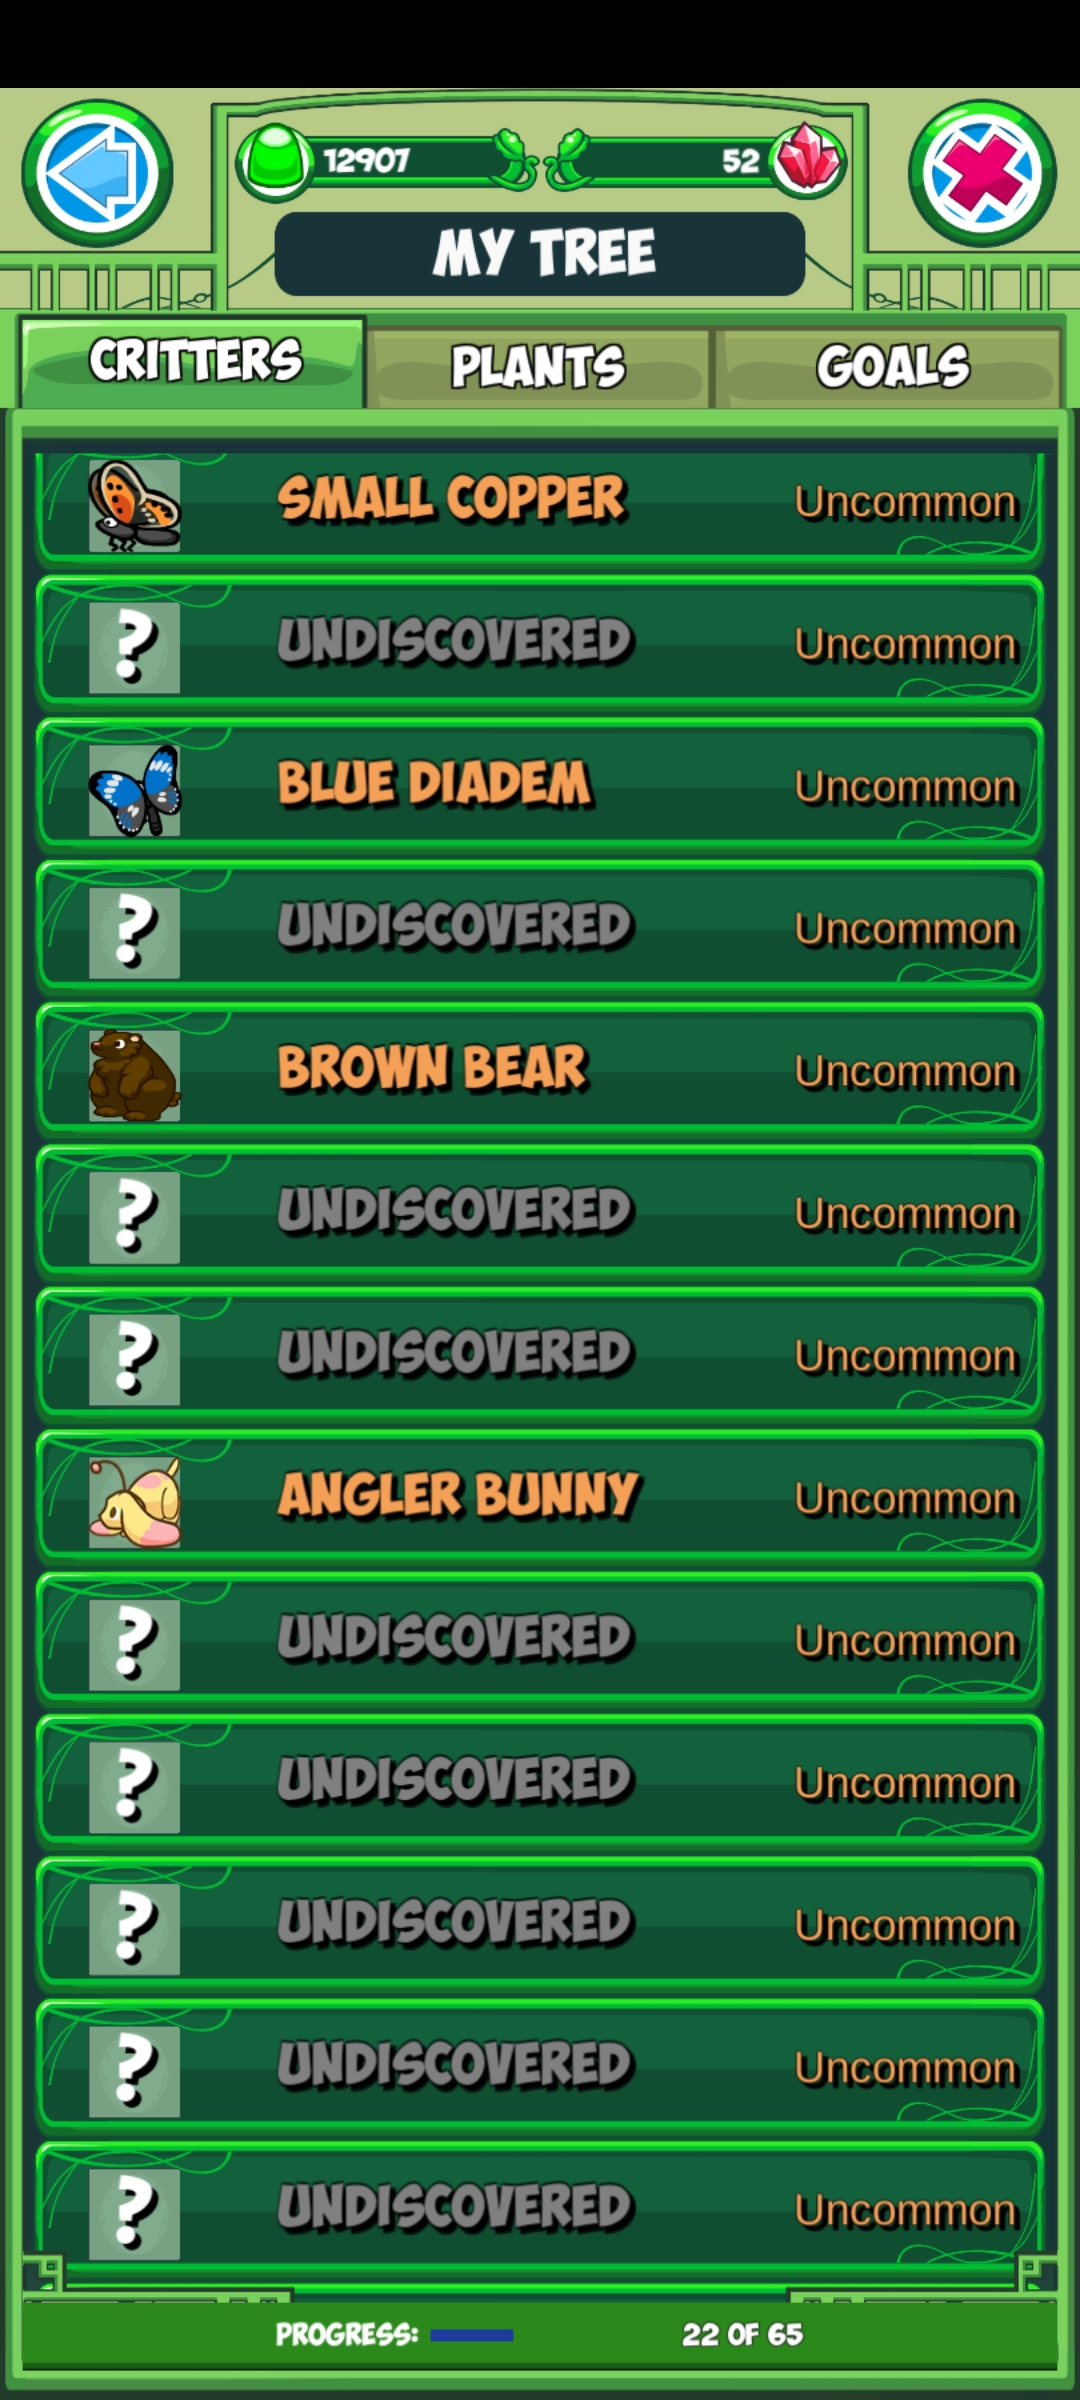 12907 52
MY TREE
CRITTERS PLANTS GOALS
SMALL COPPER Uncommon
? UNDISCOVERED Uncommon
BLUE DIADEM Uncommon
? UNDISCOVERED Uncommon
BROWN BEAR Uncommon
? UNDISCOVERED Uncommon
? UNDISCOVERED Uncommon
ANGLER BUNNY Uncommon
? UNDISCOVERED Uncommon
? UNDISCOVERED Uncommon
? UNDISCOVERED Uncommon
? UNDISCOVERED Uncommon
? UNDISCOVERED Uncommon
PROGRESS: 22 OF 65